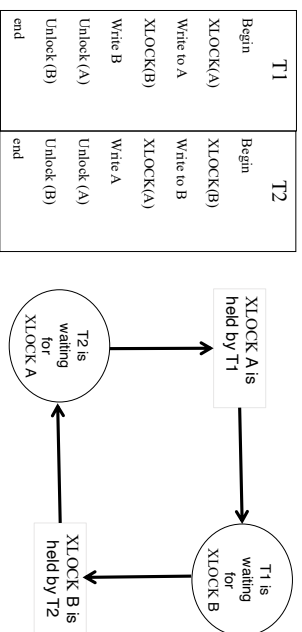 T1
Begin
XLOCK(A)
Write to A
XLOCK(B)
Write B
Unlock (A)
Unlock (B)
end
T2
Begin
XLOCK(B)
Write to B
XLOCK(A)
Write A
Unlock (A)
Unlock (B)
end
XLOCK A is
held by T1
T1 is
waiting
for
XLOCK B
T2 is
waiting
for
XLOCK A
XLOCK B is
held by T2